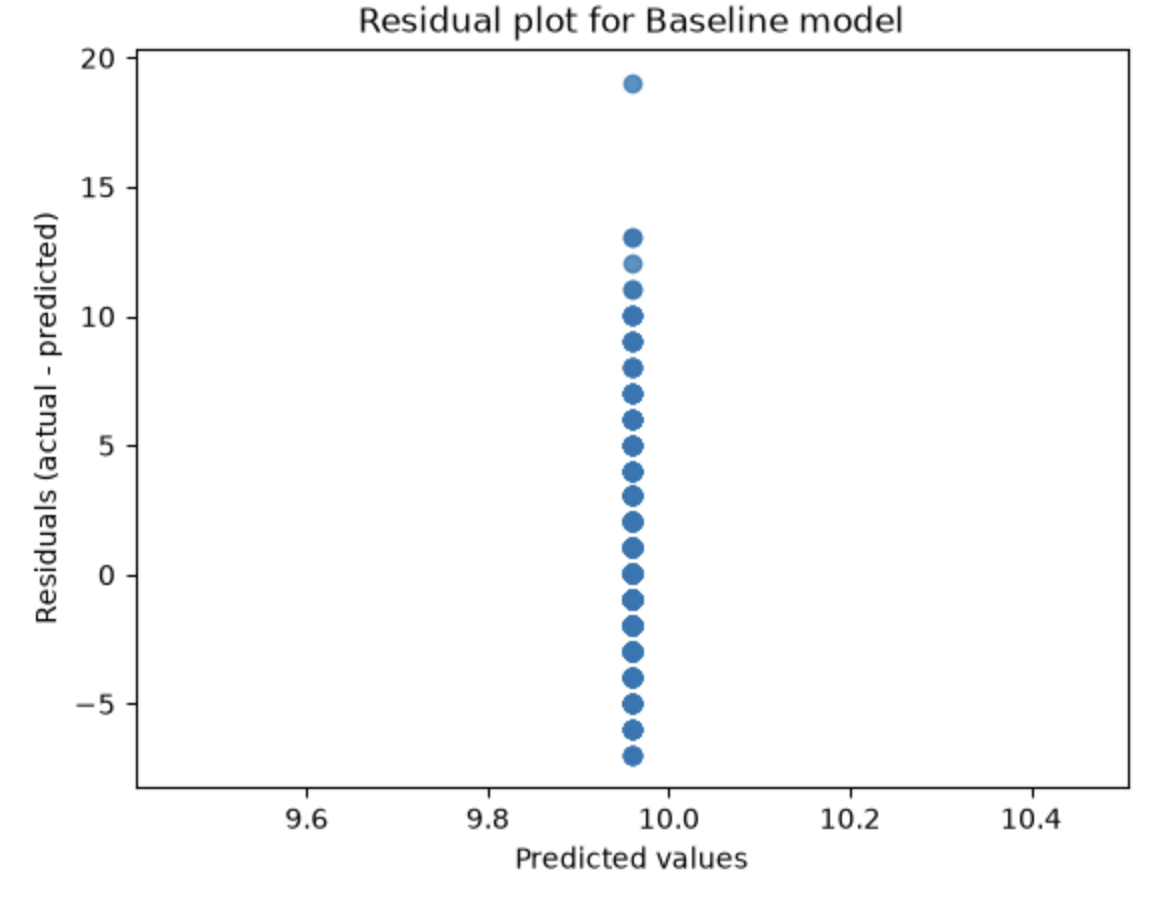 Residual plot for Baseline model
20
15
10
5
0
−5
Residuals (actual - predicted)
9.6 9.8 10.0 10.2 10.4
Predicted values